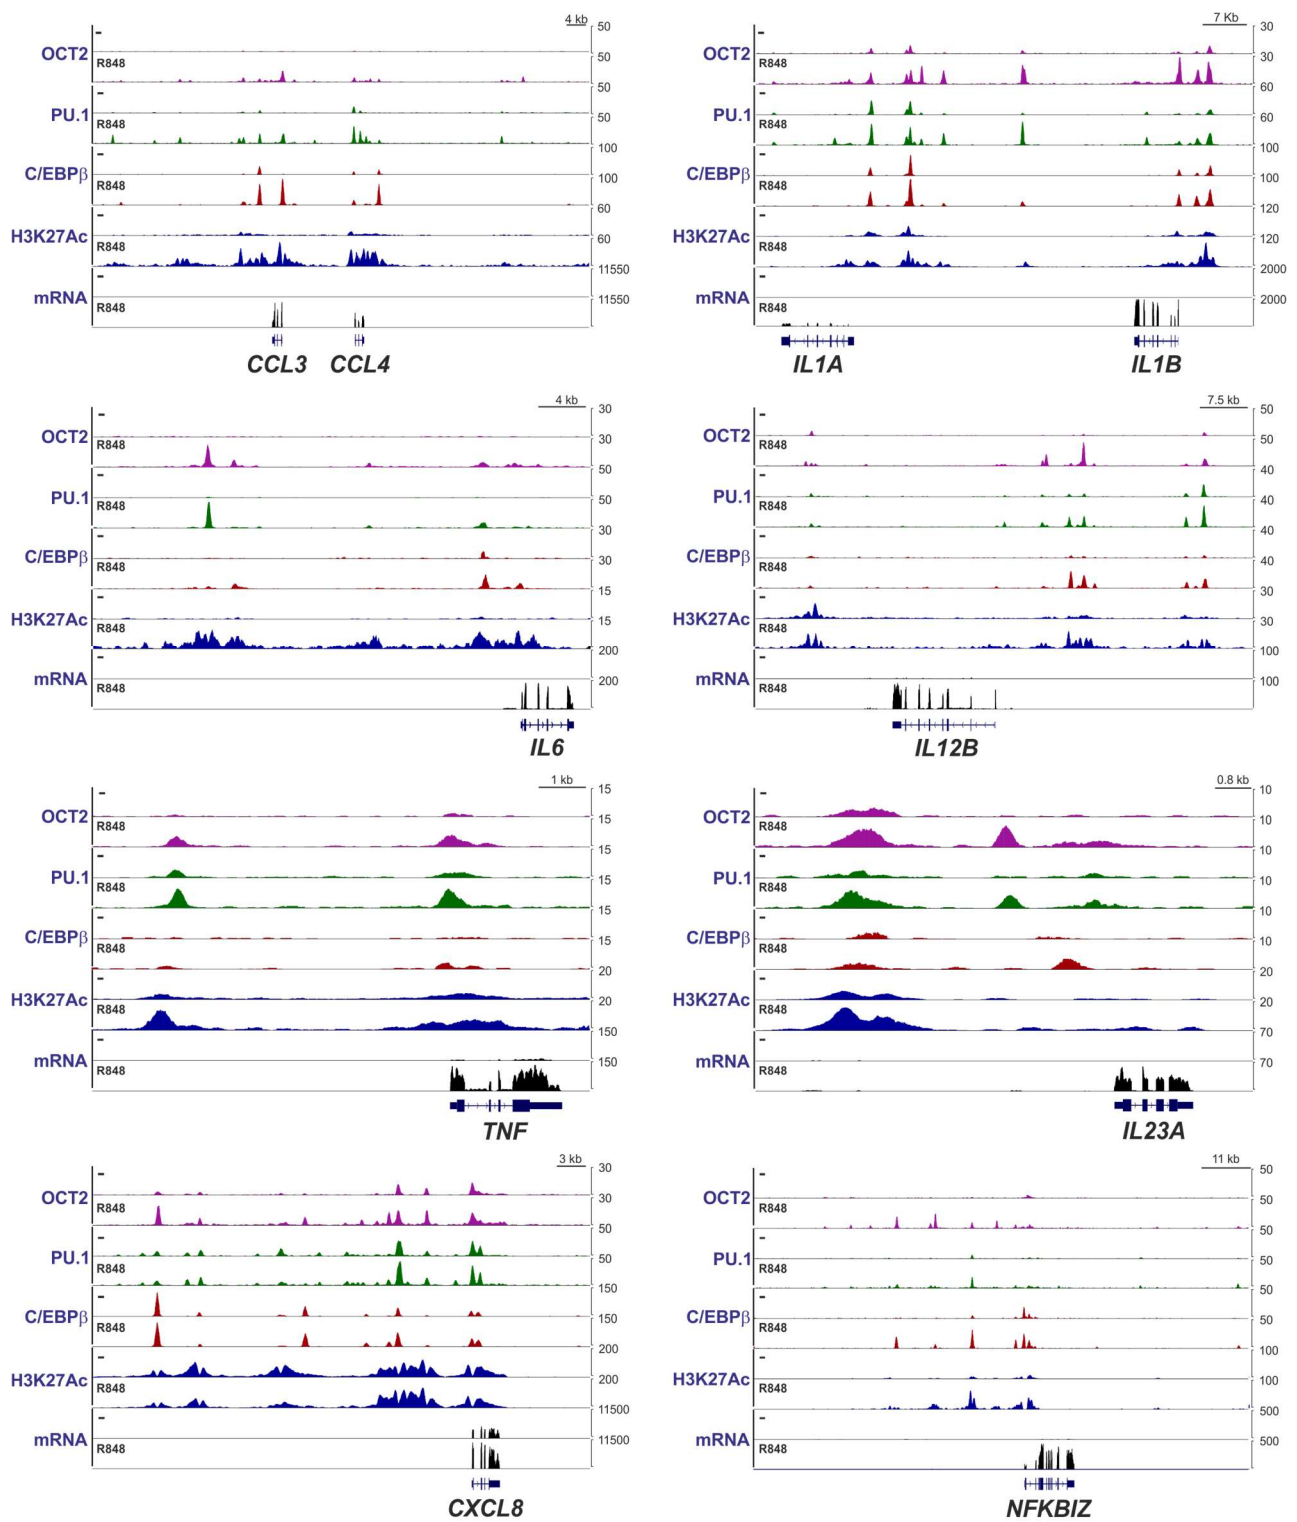 4 kb
50
-
OCT2
50
R848
50
-
PU.1
50
R848
100
-
C/EBPβ
100
R848
60
-
H3K27Ac
60
R848
11550
-
mRNA
11550
R848
CCL3 CCL4
7 Kb
30
-
OCT2
30
R848
60
-
PU.1
60
R848
100
-
C/EBPβ
100
R848
120
-
H3K27Ac
120
R848
2000
-
mRNA
2000
R848
IL1A IL1B
4 kb
30
-
OCT2
30
R848
50
-
PU.1
50
R848
30
-
C/EBPβ
30
R848
15
-
H3K27Ac
15
R848
200
-
mRNA
200
R848
IL6
7.5 kb
50
-
OCT2
50
R848
40
-
PU.1
40
R848
40
-
C/EBPβ
40
R848
30
-
H3K27Ac
30
R848
100
-
mRNA
100
R848
IL12B
1 kb
15
-
OCT2
15
R848
15
-
PU.1
15
R848
15
-
C/EBPβ
15
R848
20
-
H3K27Ac
20
R848
150
-
mRNA
150
R848
TNF
0.8 kb
10
-
OCT2
10
R848
10
-
PU.1
10
R848
10
-
C/EBPβ
10
R848
20
-
H3K27Ac
20
R848
70
-
mRNA
70
R848
IL23A
3 kb
30
-
OCT2
30
R848
50
-
PU.1
50
R848
150
-
C/EBPβ
150
R848
200
-
H3K27Ac
200
R848
11500
-
mRNA
11500
R848
CXCL8
11 kb
50
-
OCT2
50
R848
50
-
PU.1
50
R848
50
-
C/EBPβ
50
R848
100
-
H3K27Ac
100
R848
500
-
mRNA
500
R848
NFKBIZ